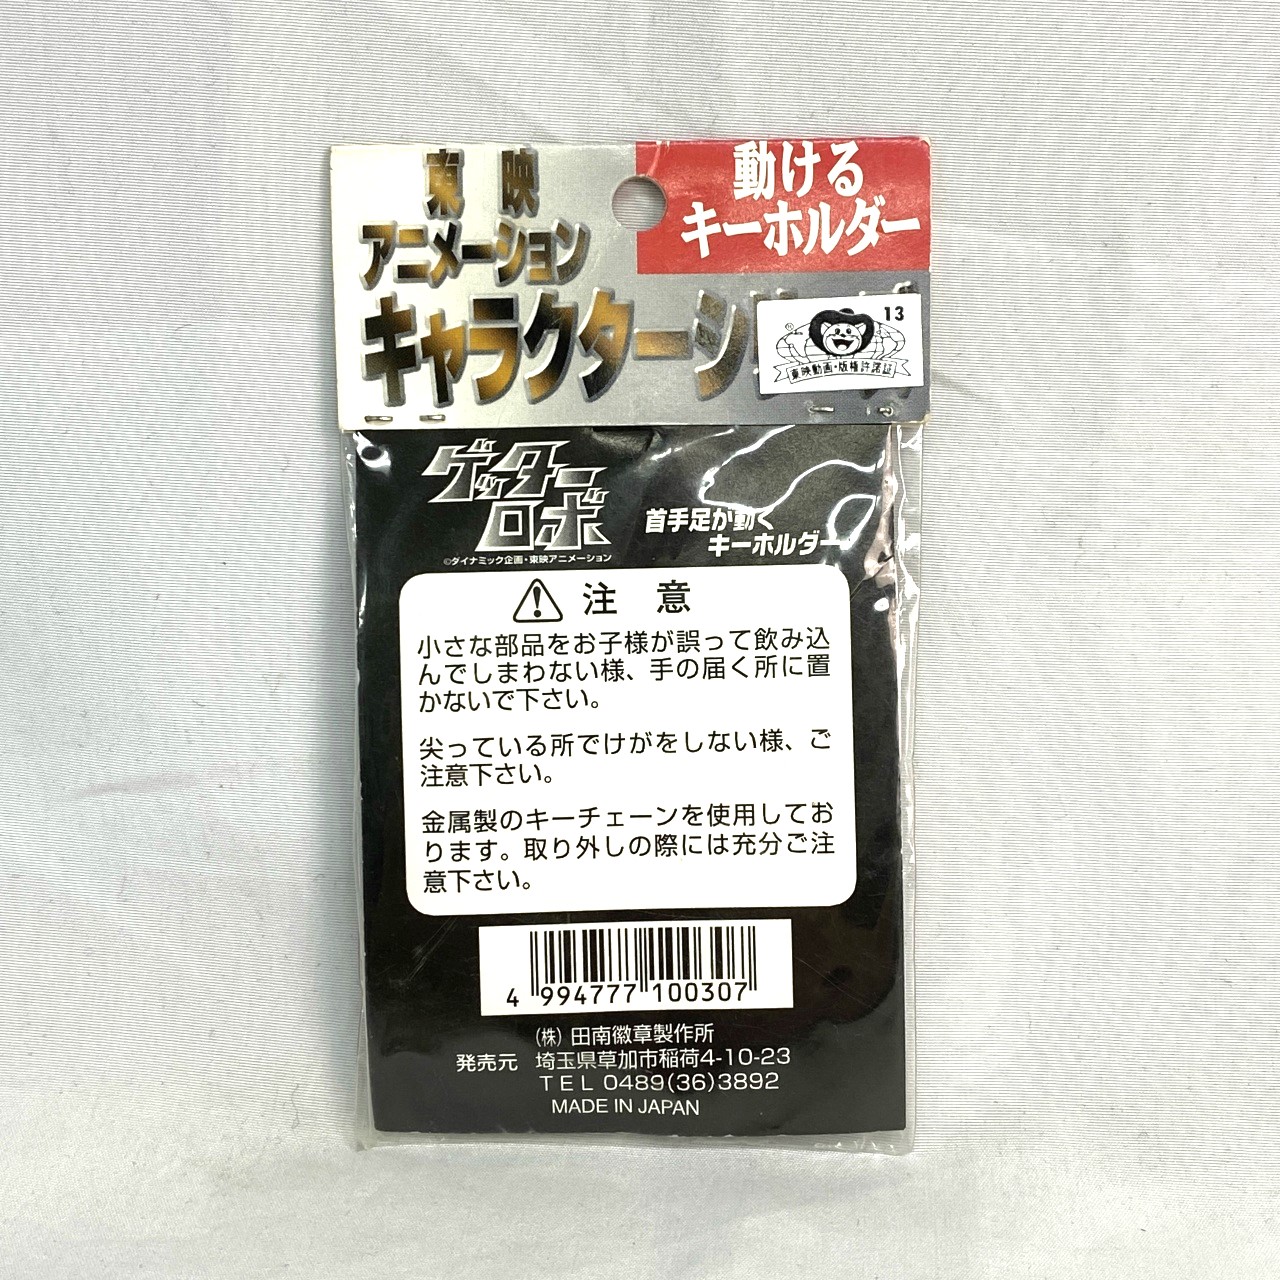 東映
アニメーション
キャラクターシ
動ける
キーホルダー
13
東映動画・版権許諾証
ゲッター
ロボ
©ダイナミック企画・東映アニメーション
首手足が動く
キーホルダー
注意
小さな部品をお子様が誤って飲み込
んでしまわない様、手の届く所に置
かないで下さい。
尖っている所でけがをしない様、ご
注意下さい。
金属製のキーチェーンを使用してお
ります。取り外しの際には充分ご注
意下さい。
4 994777 100307
(株)田南徽章製作所
発売元 埼玉県草加市稲荷4-10-23
TEL 0489(36)3892
MADE IN JAPAN